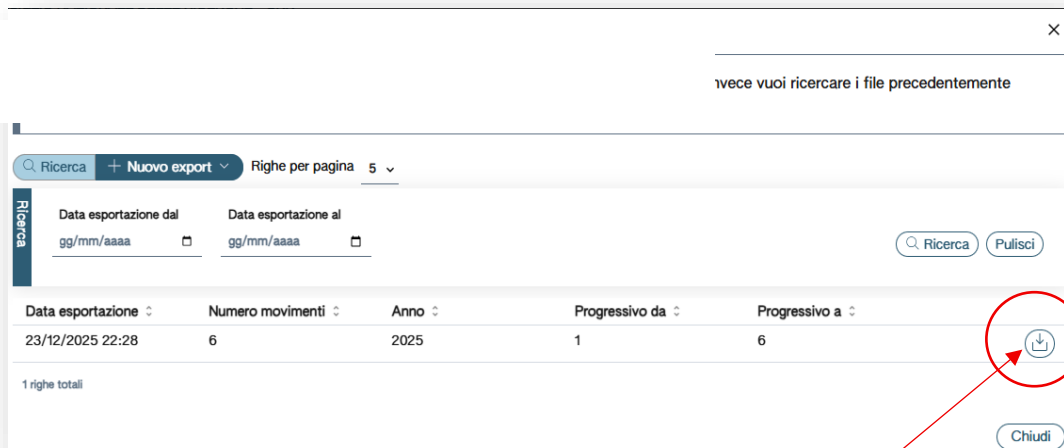 vuoi ricercare i file precedentemente
Ricerca + Nuovo export Righe per pagina 5
Ricerca
Data esportazione dal Data esportazione al
gg/mm/aaaa gg/mm/aaaa Ricerca Pulisci
Data esportazione Numero movimenti Anno Progressivo da Progressivo a
23/12/2025 22:28 6 2025 1 6
1 righe totali
Chiudi